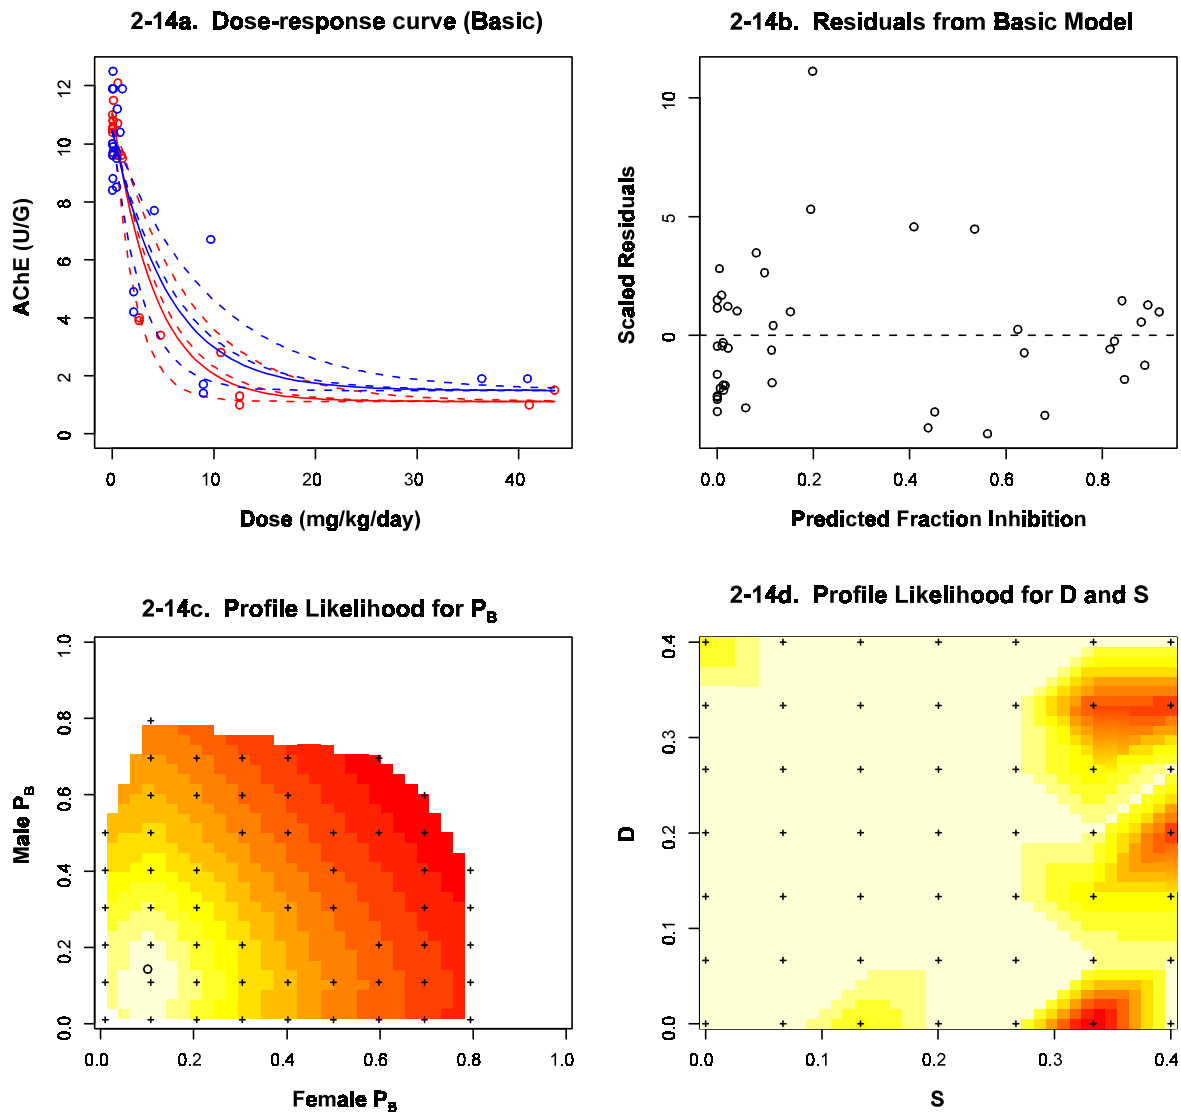 2-14a. Dose-response curve (Basic)
AChE (U/G)
12
10
8
6
4
2
0
0 10 20 30 40
Dose (mg/kg/day)
2-14b. Residuals from Basic Model
Scaled Residuals
10
5
0
0.0 0.2 0.4 0.6 0.8
Predicted Fraction Inhibition
2-14c. Profile Likelihood for PB
Male PB
1.0
0.8
0.6
0.4
0.2
0.0
0.0 0.2 0.4 0.6 0.8 1.0
Female PB
2-14d. Profile Likelihood for D and S
D
0.4
0.3
0.2
0.1
0.0
0.0 0.1 0.2 0.3 0.4
S